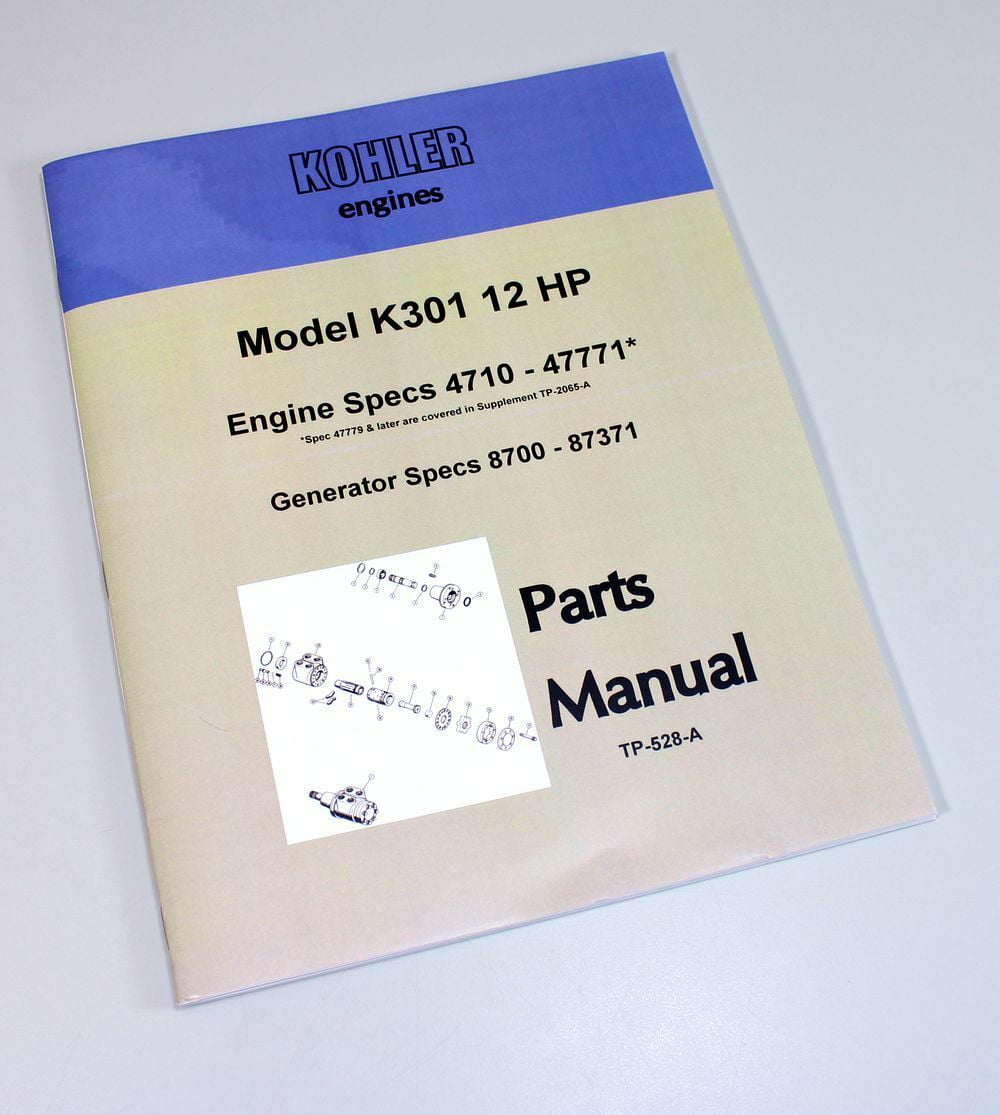 KOHLER
engines
Model K301 12 HP
Engine Specs 4710 - 47771*
*Spec 47779 & later are covered in Supplement TP-2065-A
Generator Specs 8700 - 87371
Parts
Manual
TP-528-A